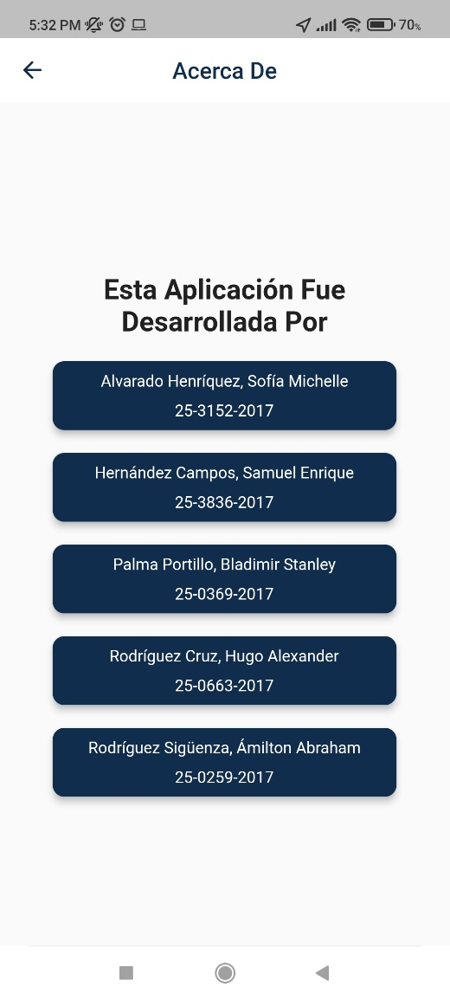 5:32 PM
70%
Acerca De
Esta Aplicación Fue
Desarrollada Por
Alvarado Henríquez, Sofía Michelle
25-3152-2017
Hernández Campos, Samuel Enrique
25-3836-2017
Palma Portillo, Bladimir Stanley
25-0369-2017
Rodríguez Cruz, Hugo Alexander
25-0663-2017
Rodríguez Sigüenza, Ámilton Abraham
25-0259-2017